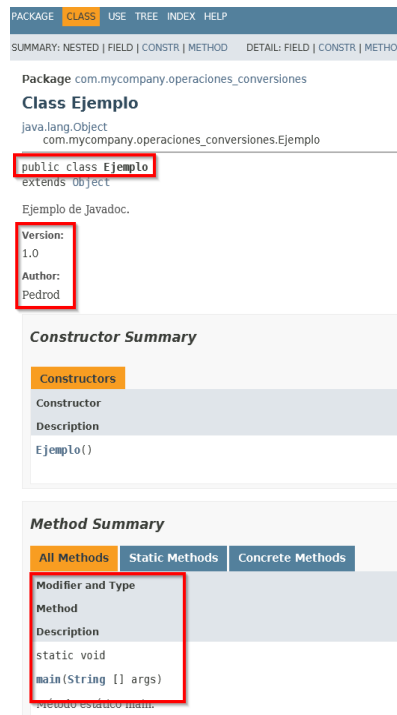 PACKAGE CLASS USE TREE INDEX HELP
SUMMARY: NESTED | FIELD | CONSTR | METHOD DETAIL: FIELD | CONSTR | METHO
Package com.mycompany.operaciones_conversiones
Class Ejemplo
java.lang.Object
com.mycompany.operaciones_conversiones.Ejemplo
public class Ejemplo
extends Object
Ejemplo de Javadoc.
Version:
1.0
Author:
Pedrod
Constructor Summary
Constructors
Constructor
Description
Ejemplo()
Method Summary
All Methods Static Methods Concrete Methods
Modifier and Type
Method
Description
static void
main(String [] args)
Método estático main.